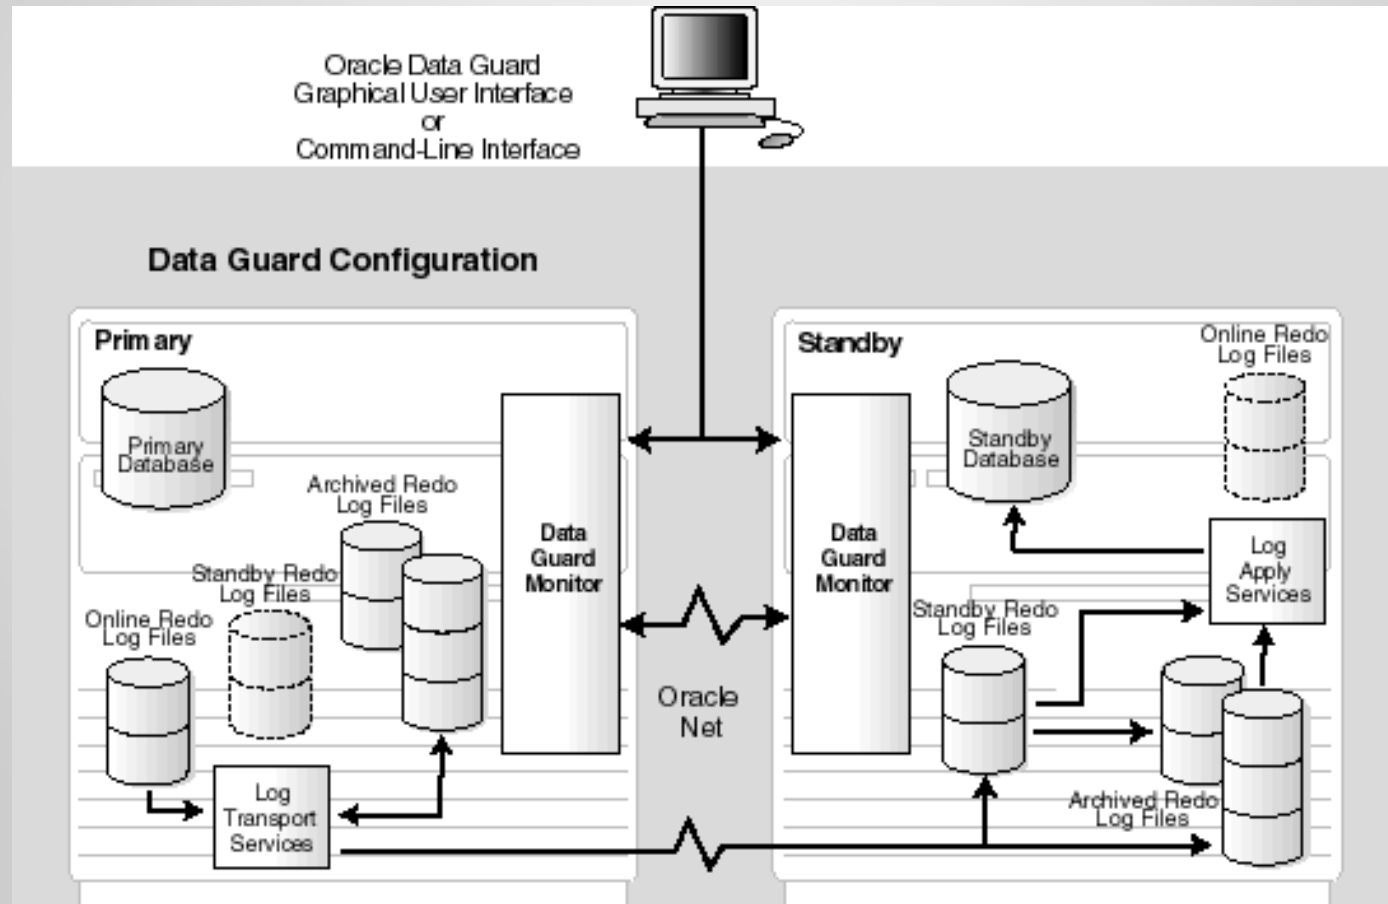 Oracle Data Guard
Graphical User Interface
or
Command-Line Interface
Data Guard Configuration
Primary
Primary
Database
Archived Redo
Log Files
Standby Redo
Log Files
Online Redo
Log Files
Log
Transport
Services
Data
Guard
Monitor
Oracle
Net
Standby
Data
Guard
Monitor
Standby
Database
Online Redo
Log Files
Log
Apply
Services
Standby Redo
Log Files
Archived Redo
Log Files